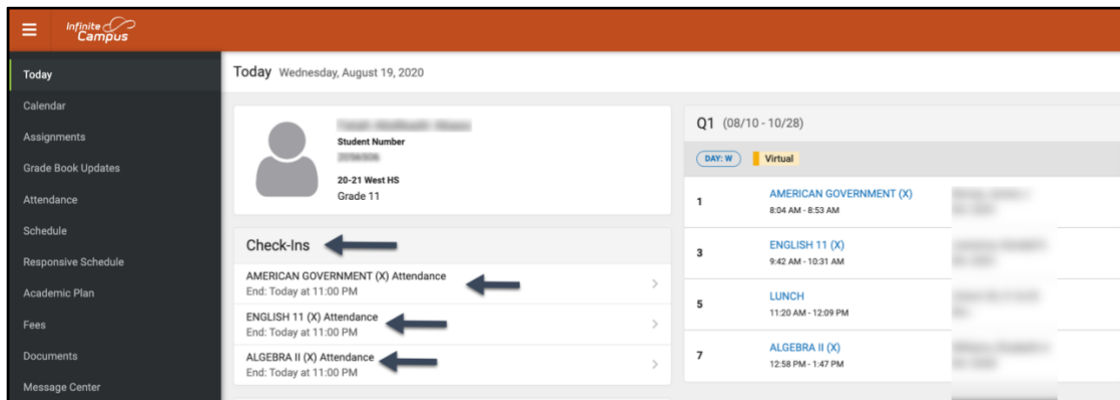 Infinite
Campus
Today
Calendar
Assignments
Grade Book Updates
Attendance
Schedule
Responsive Schedule
Academic Plan
Fees
Documents
Message Center
Today Wednesday, August 19, 2020
Student Number
20-21 West HS
Grade 11
Check-Ins
AMERICAN GOVERNMENT (X) Attendance
End: Today at 11:00 PM
ENGLISH 11 (X) Attendance
End: Today at 11:00 PM
ALGEBRA II (X) Attendance
End: Today at 11:00 PM
Q1 (08/10 - 10/28)
DAY: W Virtual
1 AMERICAN GOVERNMENT (X)
8:04 AM - 8:53 AM
3 ENGLISH 11 (X)
9:42 AM - 10:31 AM
5 LUNCH
11:20 AM - 12:09 PM
7 ALGEBRA II (X)
12:58 PM - 1:47 PM